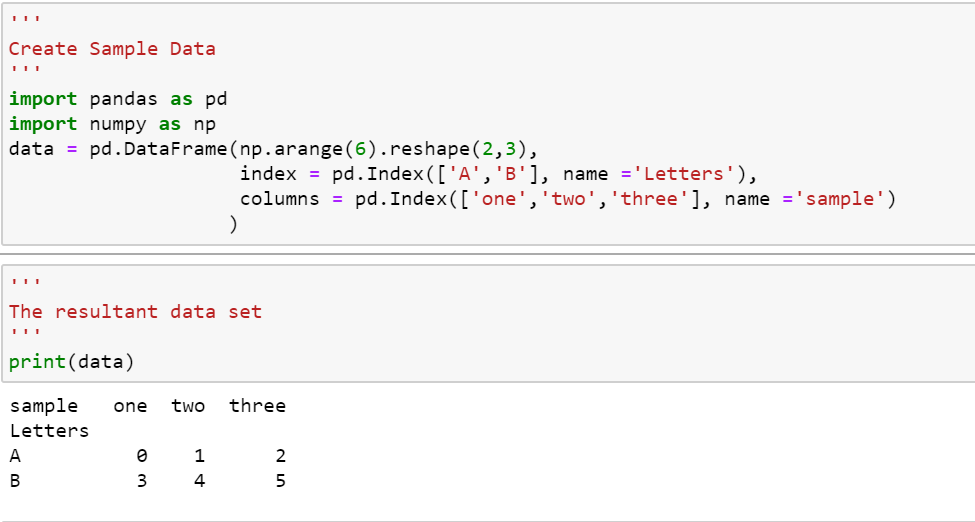 '''
Create Sample Data
'''
import pandas as pd
import numpy as np
data = pd.DataFrame(np.arange(6).reshape(2,3),
                    index = pd.Index(['A','B'], name ='Letters'),
                    columns = pd.Index(['one','two','three'], name ='sample')
                   )
'''
The resultant data set
'''
print(data)
sample   one  two  three
Letters
A          0    1      2
B          3    4      5